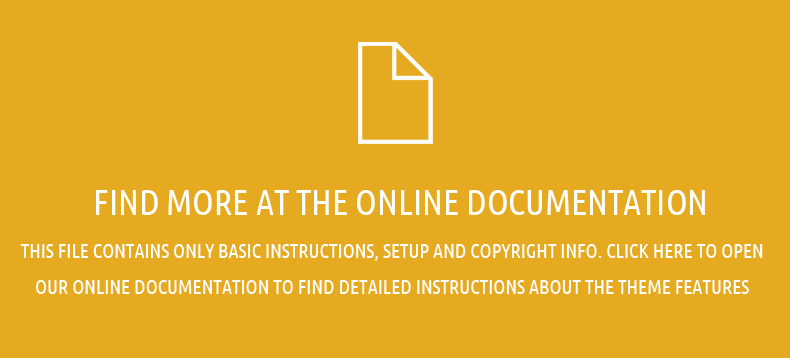 FIND MORE AT THE ONLINE DOCUMENTATION
THIS FILE CONTAINS ONLY BASIC INSTRUCTIONS, SETUP AND COPYRIGHT INFO. CLICK HERE TO OPEN
OUR ONLINE DOCUMENTATION TO FIND DETAILED INSTRUCTIONS ABOUT THE THEME FEATURES